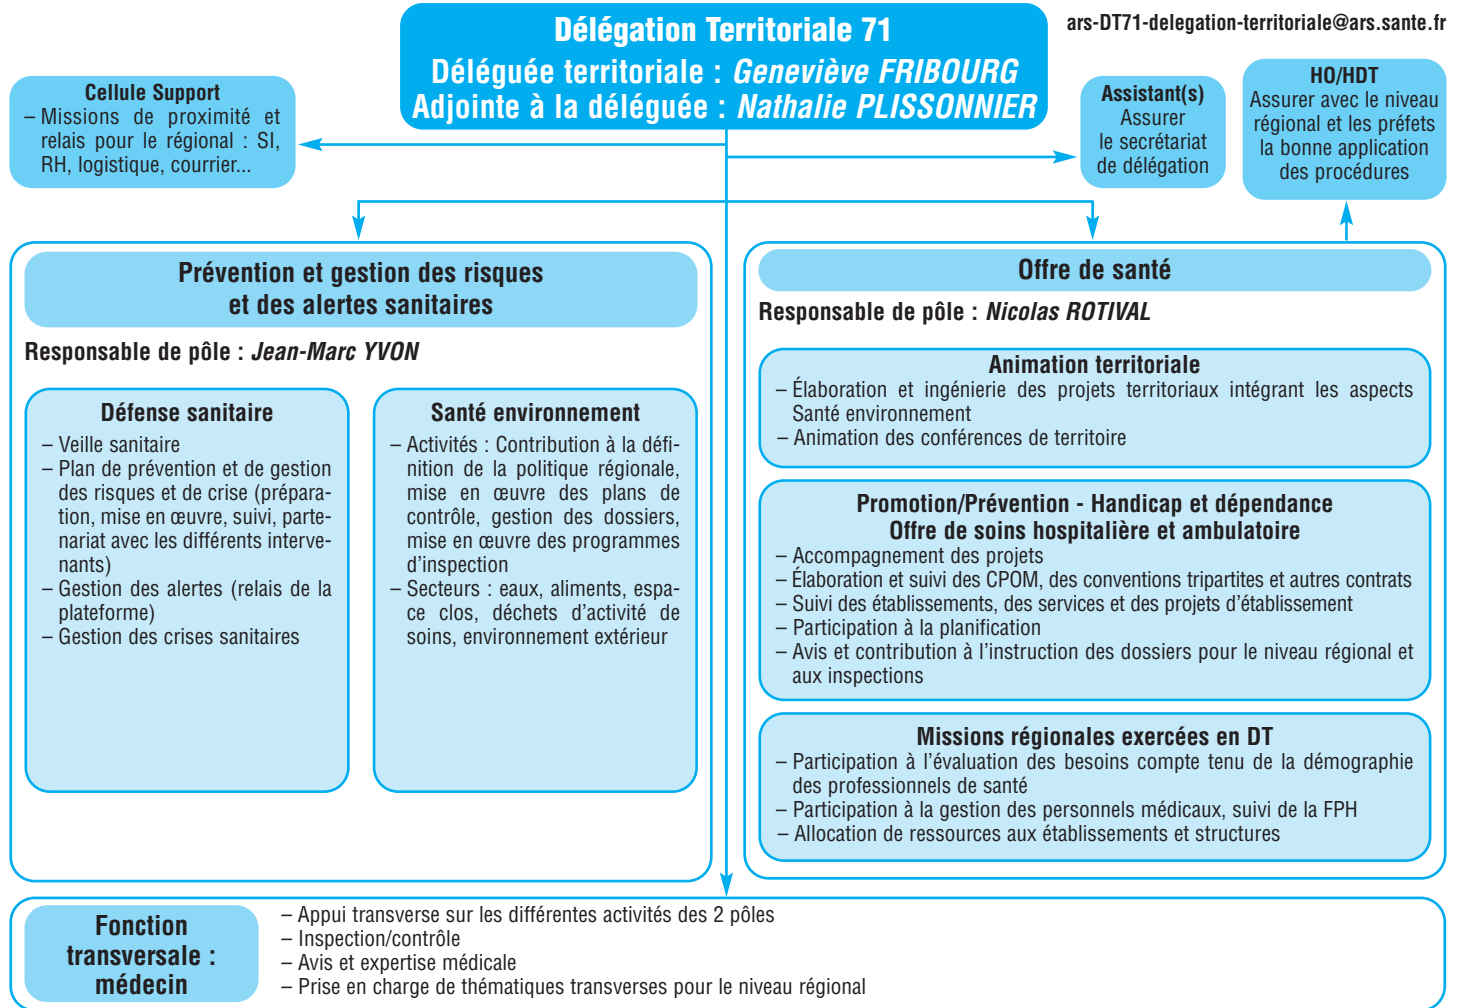 Délégation Territoriale 71
Déléguée territoriale : Geneviève FRIBOURG
Adjointe à la déléguée : Nathalie PLISSONNIER
ars-DT71-delegation-territoriale@ars.sante.fr
Cellule Support
– Missions de proximité et
relais pour le régional : SI,
RH, logistique, courrier...
Assistant(s)
Assurer
le secrétariat
de délégation
HO/HDT
Assurer avec le niveau
régional et les préfets
la bonne application
des procédures
Prévention et gestion des risques
et des alertes sanitaires
Responsable de pôle : Jean-Marc YVON
Défense sanitaire
– Veille sanitaire
– Plan de prévention et de gestion
des risques et de crise (prépara-
tion, mise en œuvre, suivi, parte-
nariat avec les différents interve-
nants)
– Gestion des alertes (relais de la
plateforme)
– Gestion des crises sanitaires
Santé environnement
– Activités : Contribution à la défi-
nition de la politique régionale,
mise en œuvre des plans de
contrôle, gestion des dossiers,
mise en œuvre des programmes
d’inspection
– Secteurs : eaux, aliments, espa-
ce clos, déchets d’activité de
soins, environnement extérieur
Offre de santé
Responsable de pôle : Nicolas ROTIVAL
Animation territoriale
– Élaboration et ingénierie des projets territoriaux intégrant les aspects
Santé environnement
– Animation des conférences de territoire
Promotion/Prévention - Handicap et dépendance
Offre de soins hospitalière et ambulatoire
– Accompagnement des projets
– Élaboration et suivi des CPOM, des conventions tripartites et autres contrats
– Suivi des établissements, des services et des projets d’établissement
– Participation à la planification
– Avis et contribution à l’instruction des dossiers pour le niveau régional et
aux inspections
Missions régionales exercées en DT
– Participation à l’évaluation des besoins compte tenu de la démographie
des professionnels de santé
– Participation à la gestion des personnels médicaux, suivi de la FPH
– Allocation de ressources aux établissements et structures
Fonction
transversale :
médecin
– Appui transverse sur les différentes activités des 2 pôles
– Inspection/contrôle
– Avis et expertise médicale
– Prise en charge de thématiques transverses pour le niveau régional